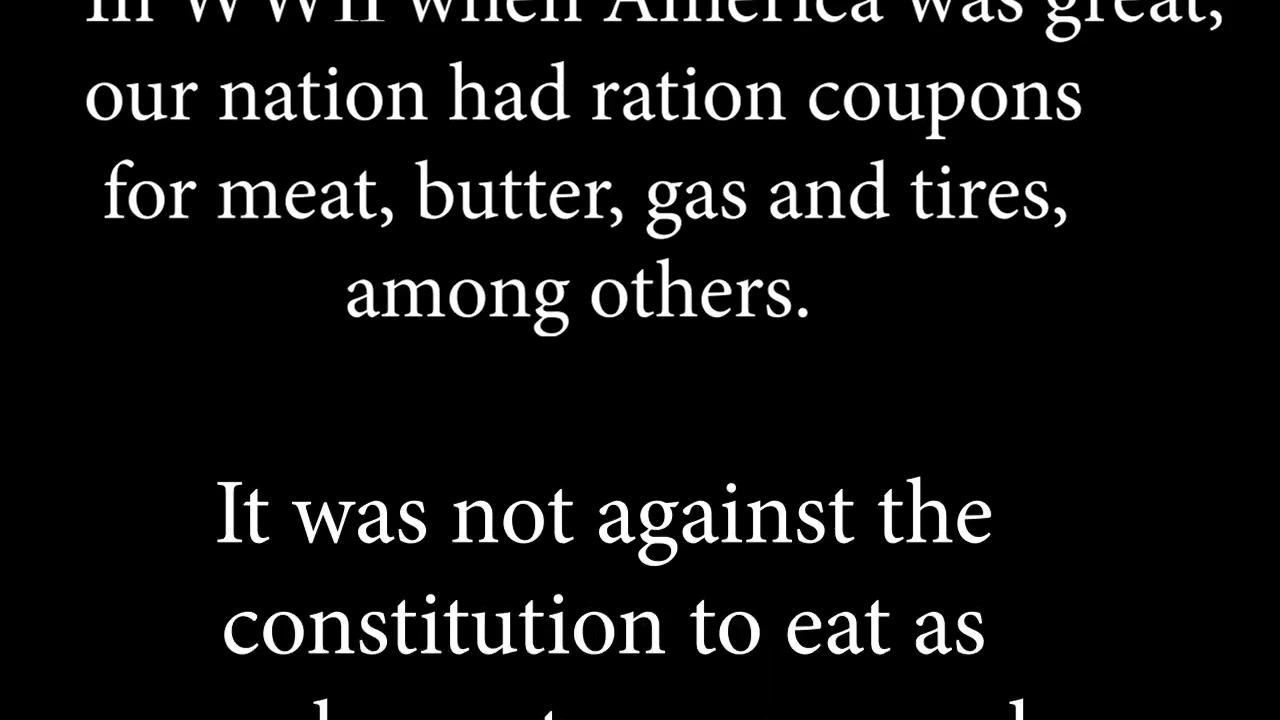 In WWII when America was great,
our nation had ration coupons
for meat, butter, gas and tires,
among others.
It was not against the
constitution to eat as